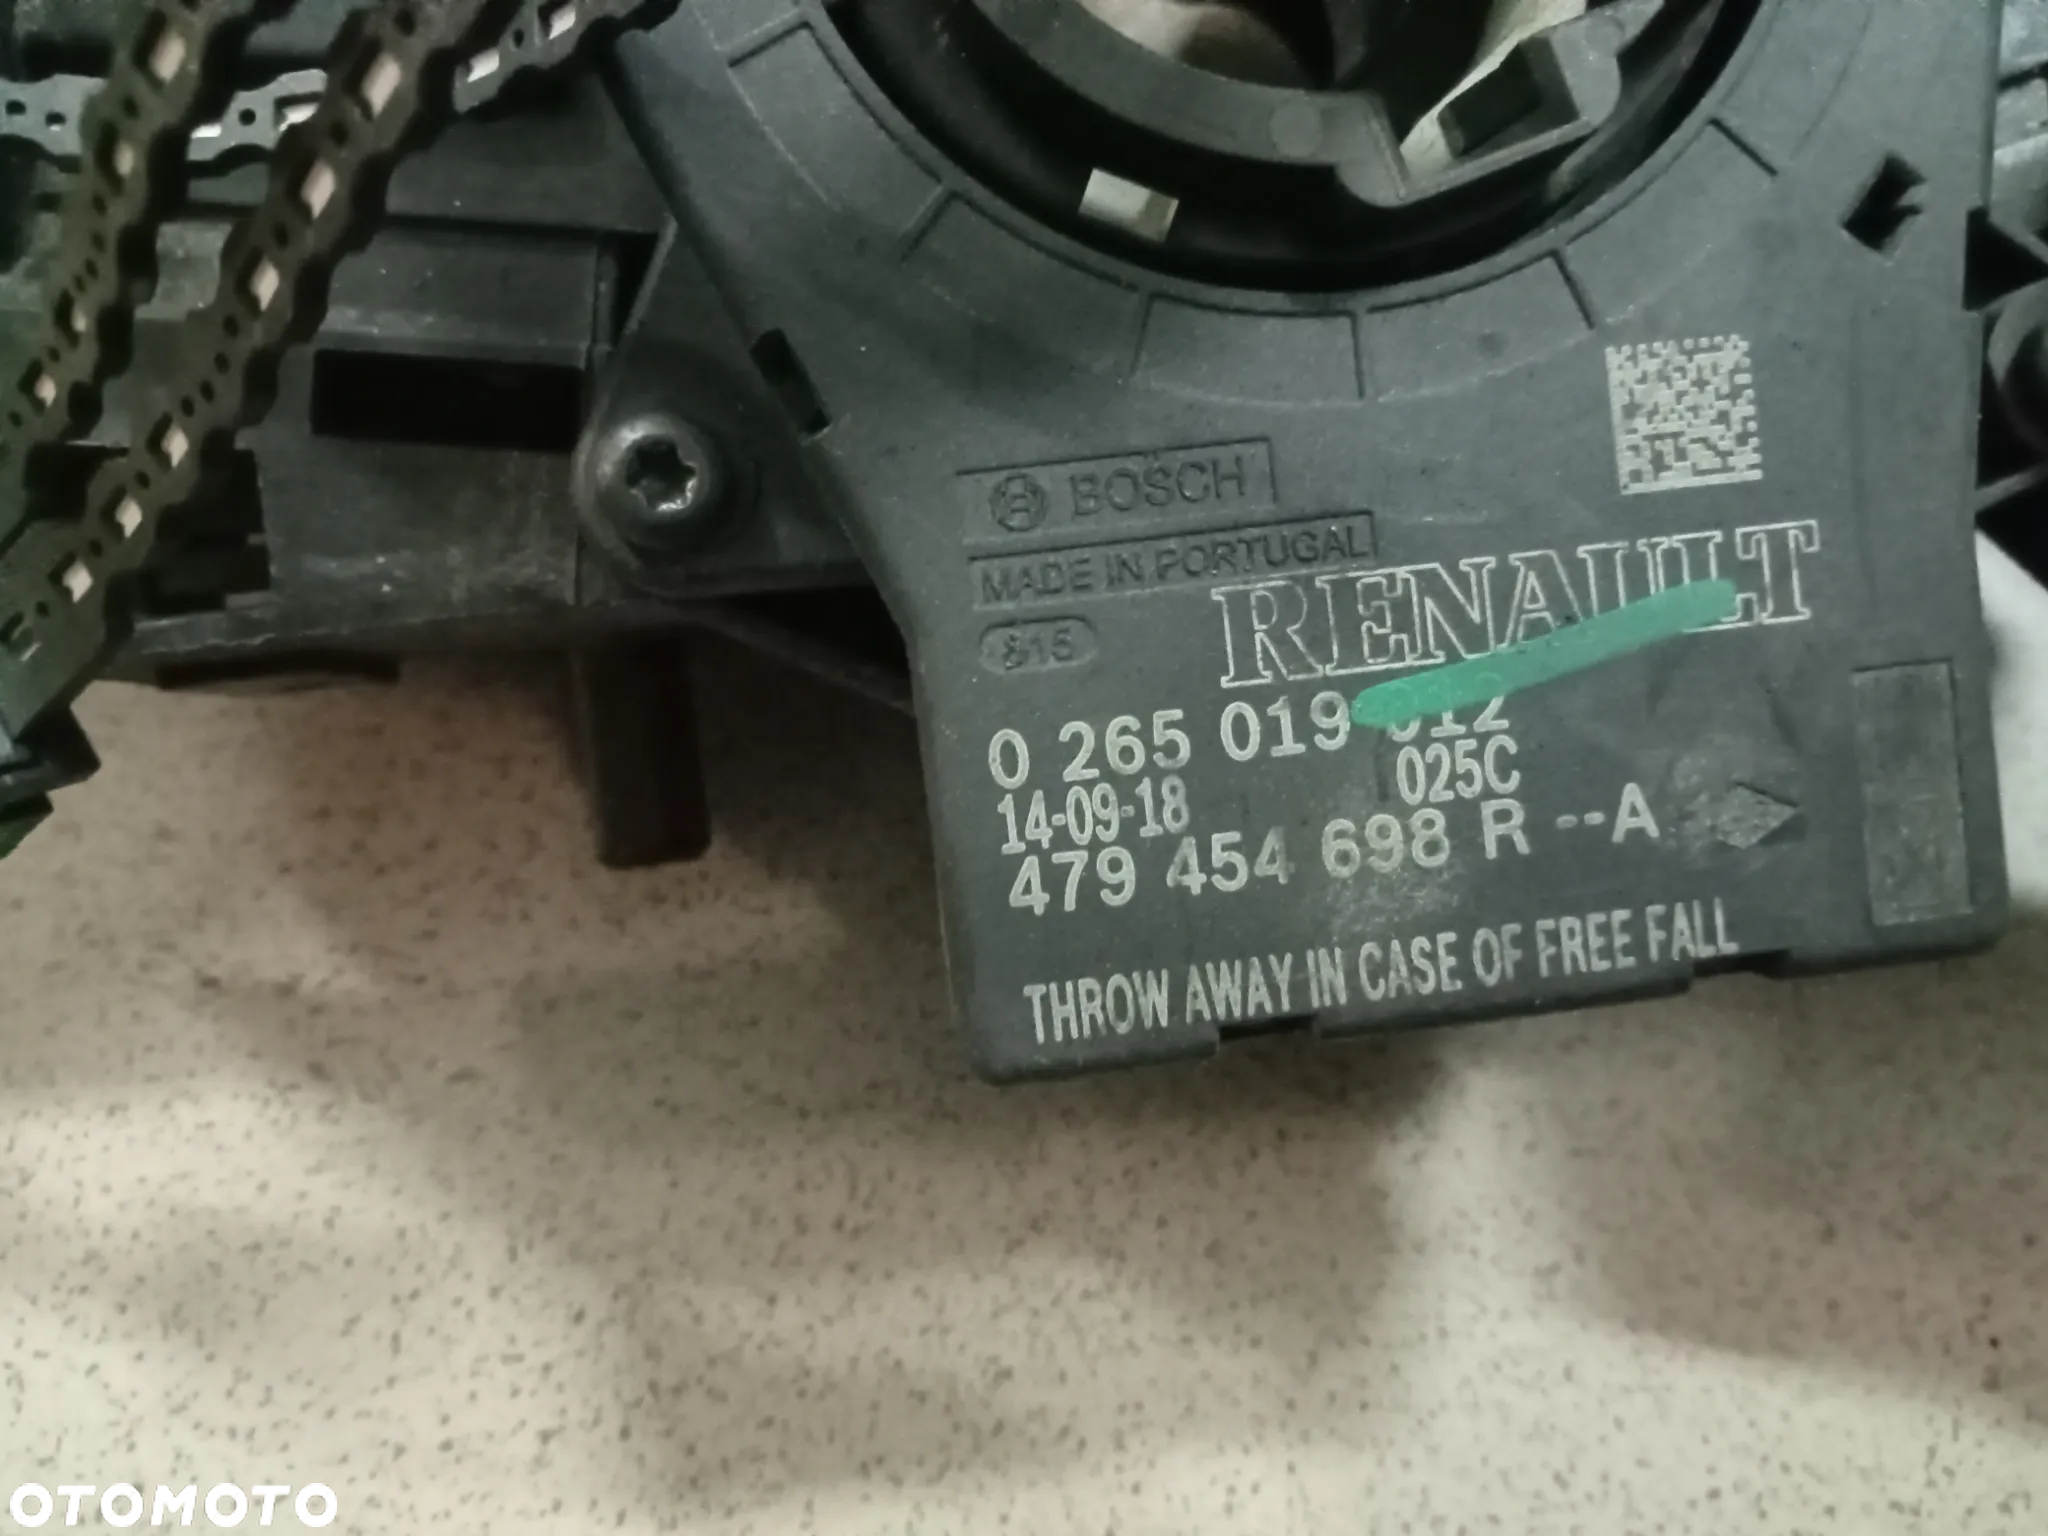 BOSCH
MADE IN PORTUGAL
815
RENAULT
0 265 019 012
025C
14-09-18
479 454 698 R --A
THROW AWAY IN CASE OF FREE FALL
OTOMOTO